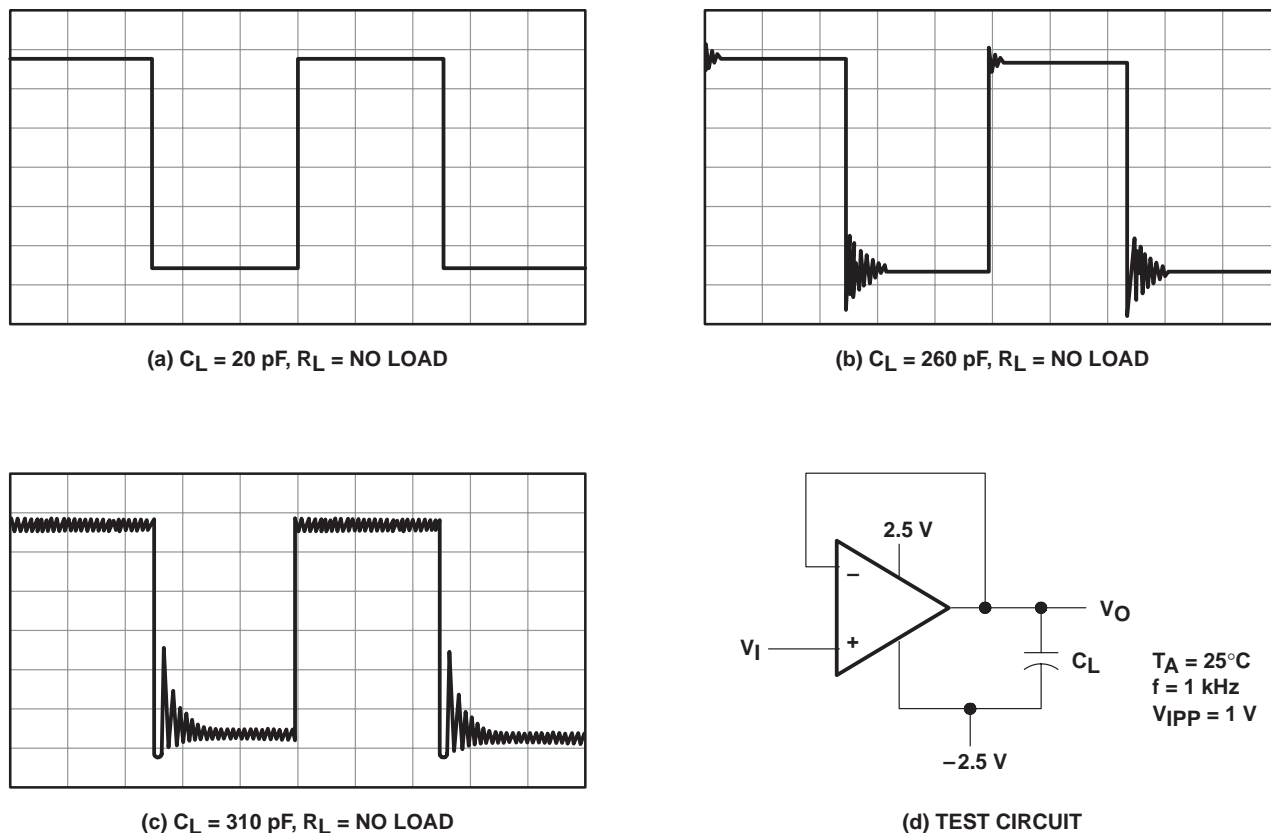 (a) CL = 20 pF, RL = NO LOAD
(b) CL = 260 pF, RL = NO LOAD
(c) CL = 310 pF, RL = NO LOAD
2.5 V
−
VO
VI
+
CL
TA = 25°C
f = 1 kHz
VIPP = 1 V
−2.5 V
(d) TEST CIRCUIT